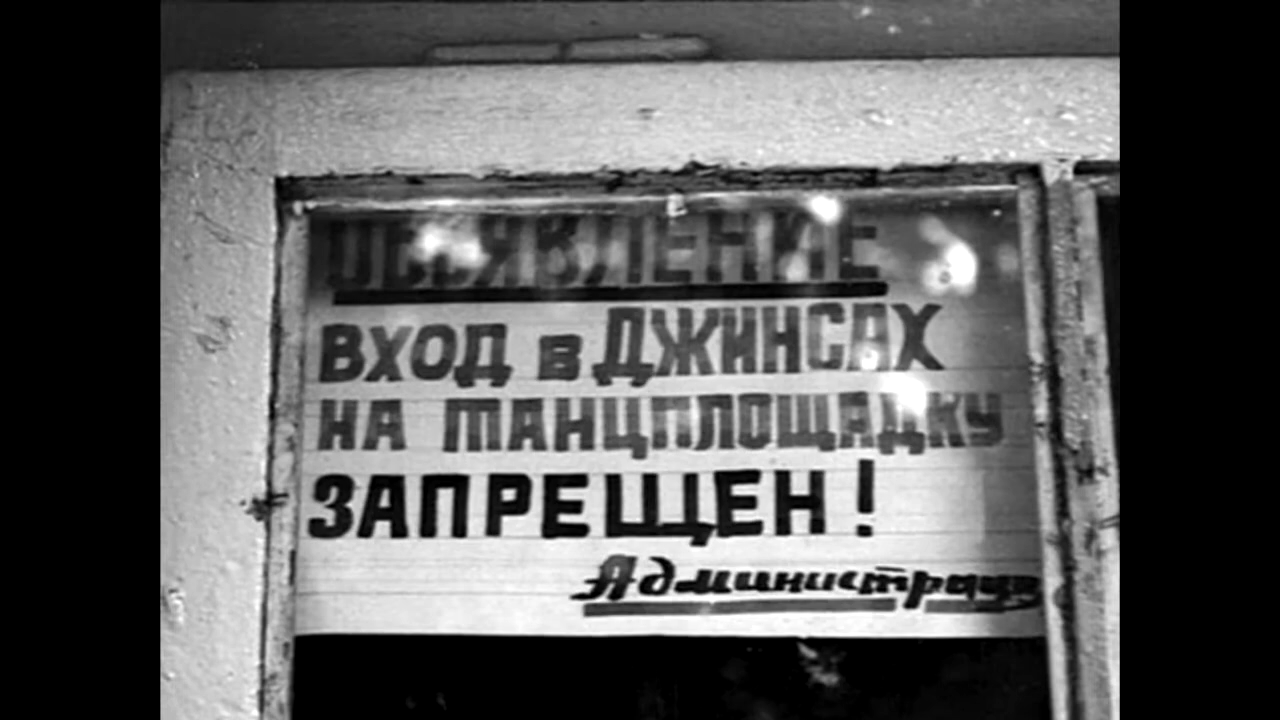 ОБЪЯВЛЕНИЕ
ВХОД в ДЖИНСАХ
НА ТАНЦПЛОЩАДКУ
ЗАПРЕЩЕН!
Администрация